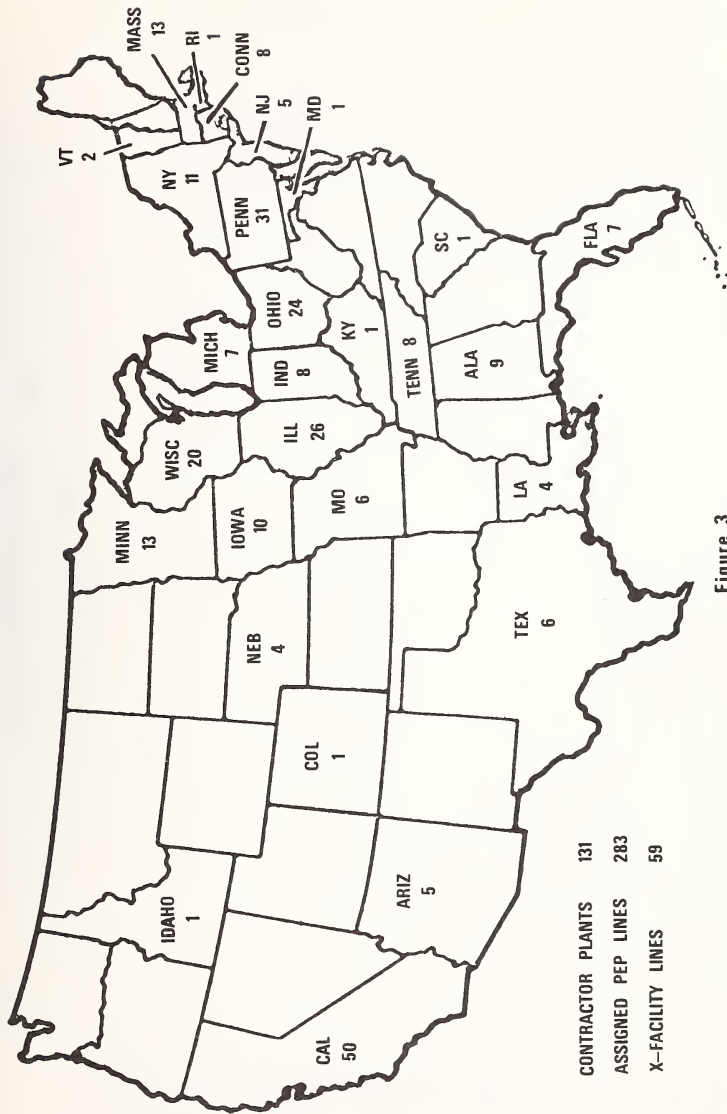 VT
2
MASS
13
RI
1
CONN
8
NJ
5
MD
1
NY
11
PENN
31
OHIO
24
MICH
7
IND
8
KY
1
WISC
20
ILL
26
MINN
13
IOWA
10
MO
6
TENN 8
SC
1
ALA
9
FLA
7
LA
4
NEB
4
COL
1
TEX
6
IDAHO
1
ARIZ
5
CAL
50
CONTRACTOR PLANTS 131
ASSIGNED PEP LINES 283
X-FACILITY LINES 59
Figure 3